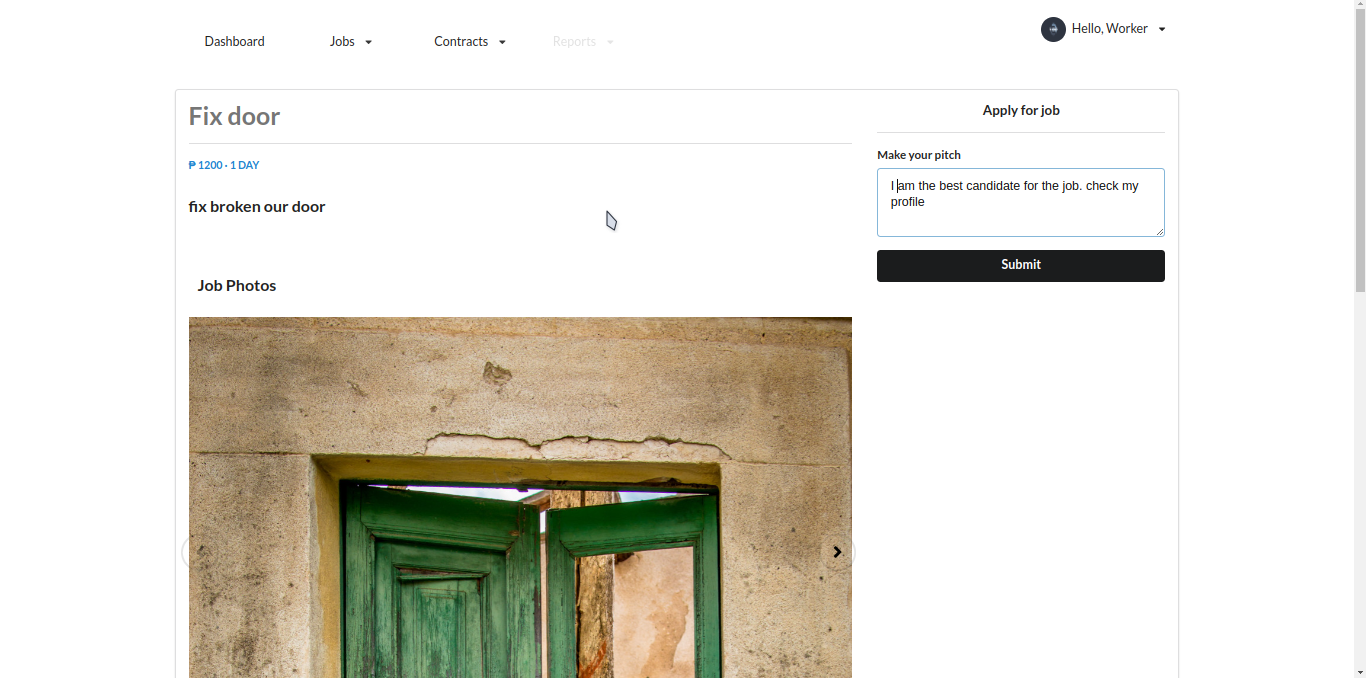 Dashboard
Jobs
Contracts
Reports
Hello, Worker
Fix door
₱ 1200 · 1 DAY
fix broken our door
Job Photos
Apply for job
Make your pitch
I am the best candidate for the job. check my
profile
Submit